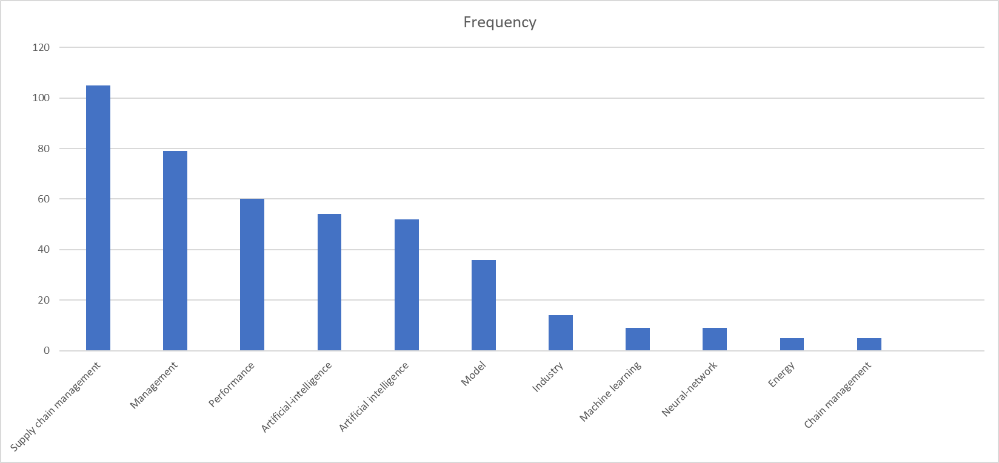 Frequency
120
100
80
60
40
20
0
Supply chain management
Management
Performance
Artificial-intelligence
Artificial intelligence
Model
Industry
Machine learning
Neural-network
Energy
Chain management